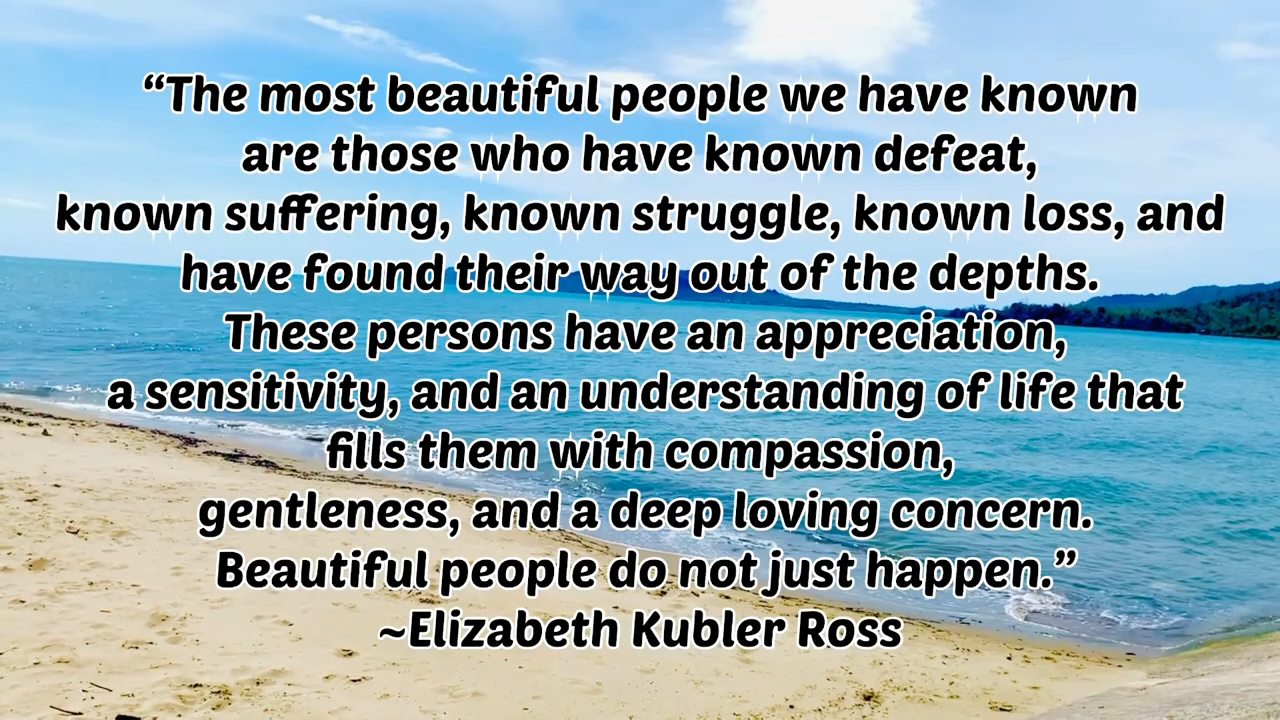 “The most beautiful people we have known
are those who have known defeat,
known suffering, known struggle, known loss, and
have found their way out of the depths.
These persons have an appreciation,
a sensitivity, and an understanding of life that
fills them with compassion,
gentleness, and a deep loving concern.
Beautiful people do not just happen.”
~Elizabeth Kubler Ross